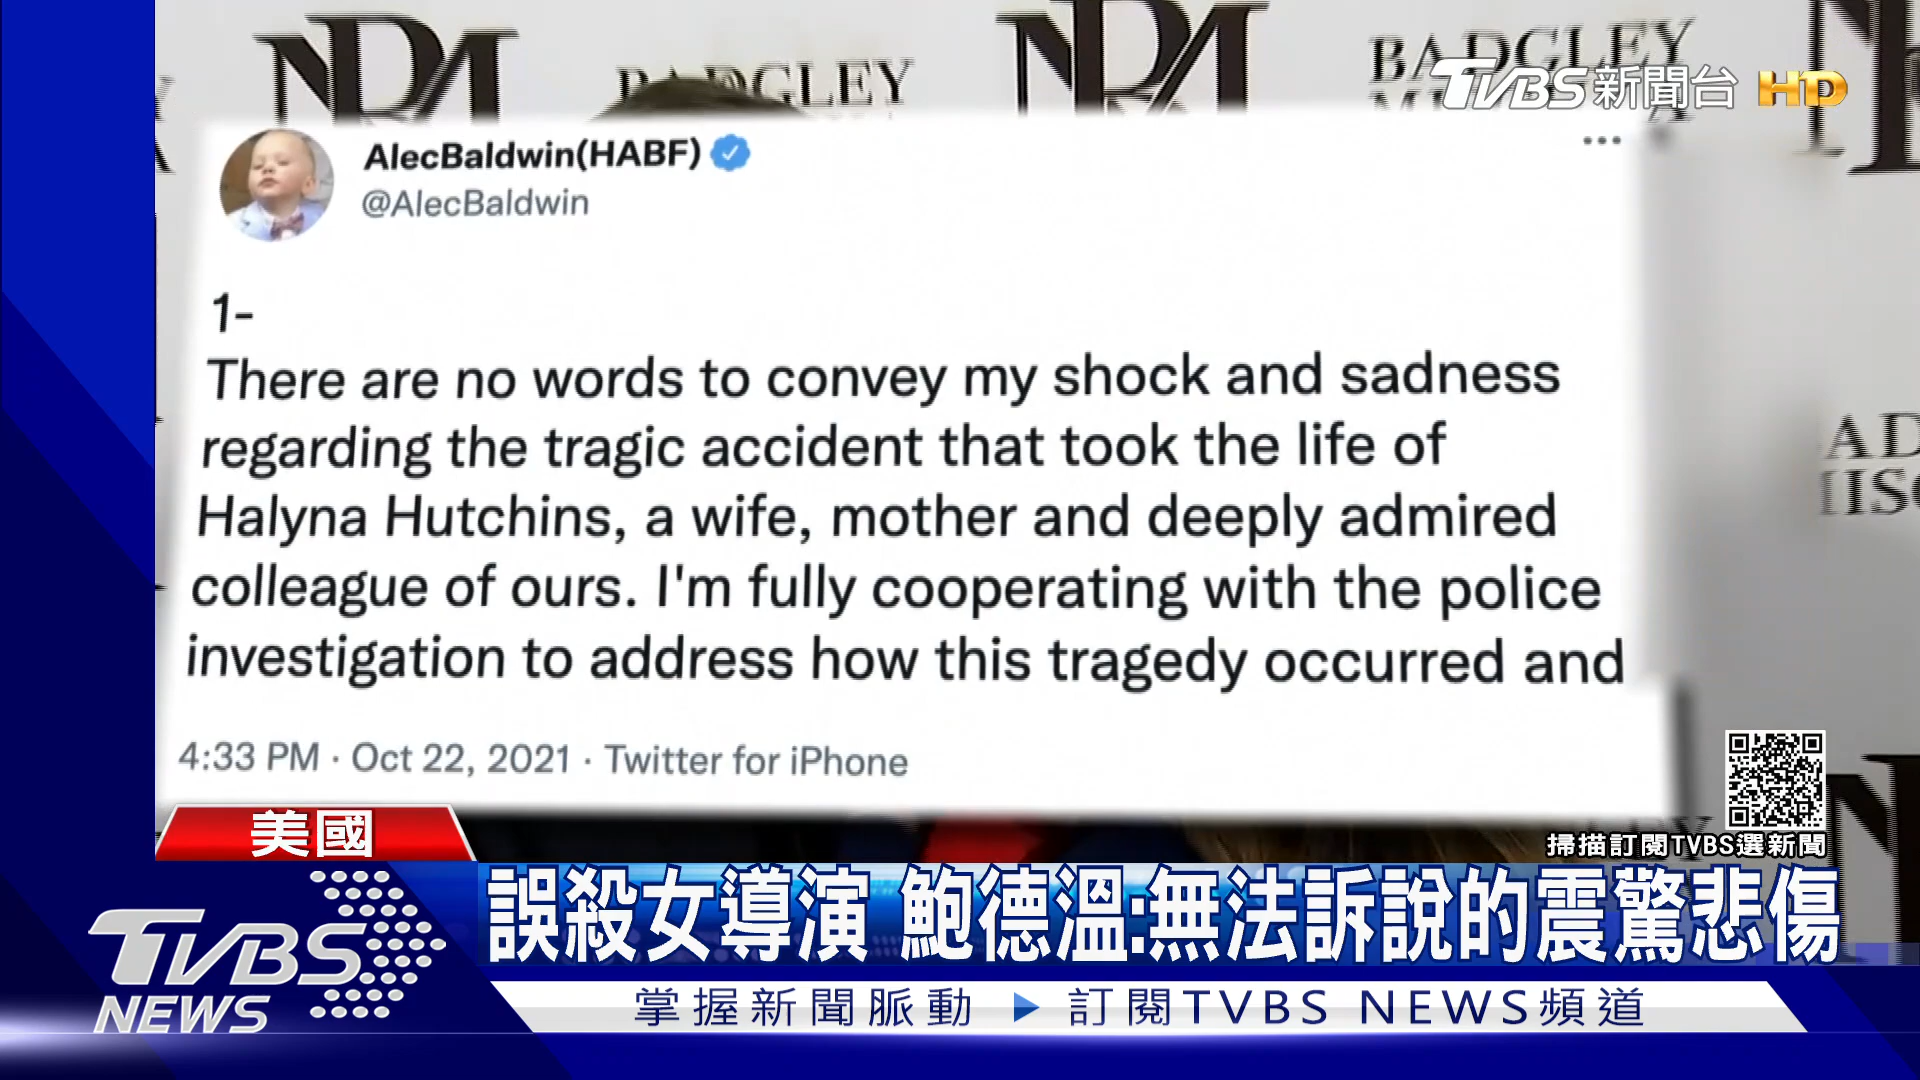 BADGLEY
BADGLEY
TVBS新聞台 HD
AlecBaldwin(HABF)
@AlecBaldwin
1-
There are no words to convey my shock and sadness
regarding the tragic accident that took the life of
Halyna Hutchins, a wife, mother and deeply admired
colleague of ours. I'm fully cooperating with the police
investigation to address how this tragedy occurred and
4:33 PM · Oct 22, 2021 · Twitter for iPhone
掃描訂閱TVBS選新聞
美國
誤殺女導演 鮑德溫:無法訴說的震驚悲傷
TVBS
NEWS
掌握新聞脈動 ▶ 訂閱TVBS NEWS頻道